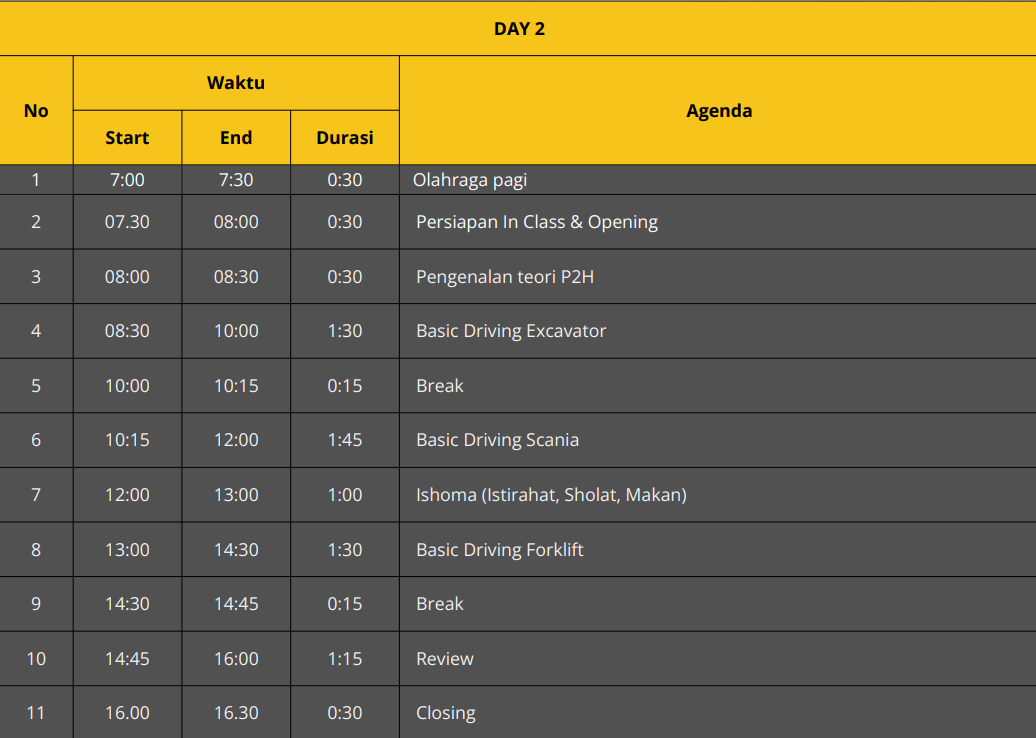 DAY 2
No Waktu Agenda
Start End Durasi
1 7:00 7:30 0:30 Olahraga pagi
2 07.30 08:00 0:30 Persiapan In Class & Opening
3 08:00 08:30 0:30 Pengenalan teori P2H
4 08:30 10:00 1:30 Basic Driving Excavator
5 10:00 10:15 0:15 Break
6 10:15 12:00 1:45 Basic Driving Scania
7 12:00 13:00 1:00 Ishoma (Istirahat, Sholat, Makan)
8 13:00 14:30 1:30 Basic Driving Forklift
9 14:30 14:45 0:15 Break
10 14:45 16:00 1:15 Review
11 16.00 16.30 0:30 Closing